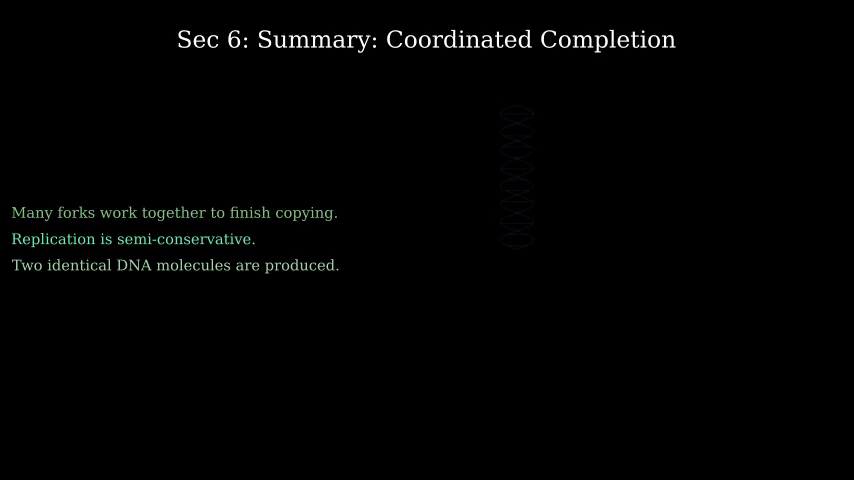 Sec 6: Summary: Coordinated Completion
Many forks work together to finish copying.
Replication is semi-conservative.
Two identical DNA molecules are produced.